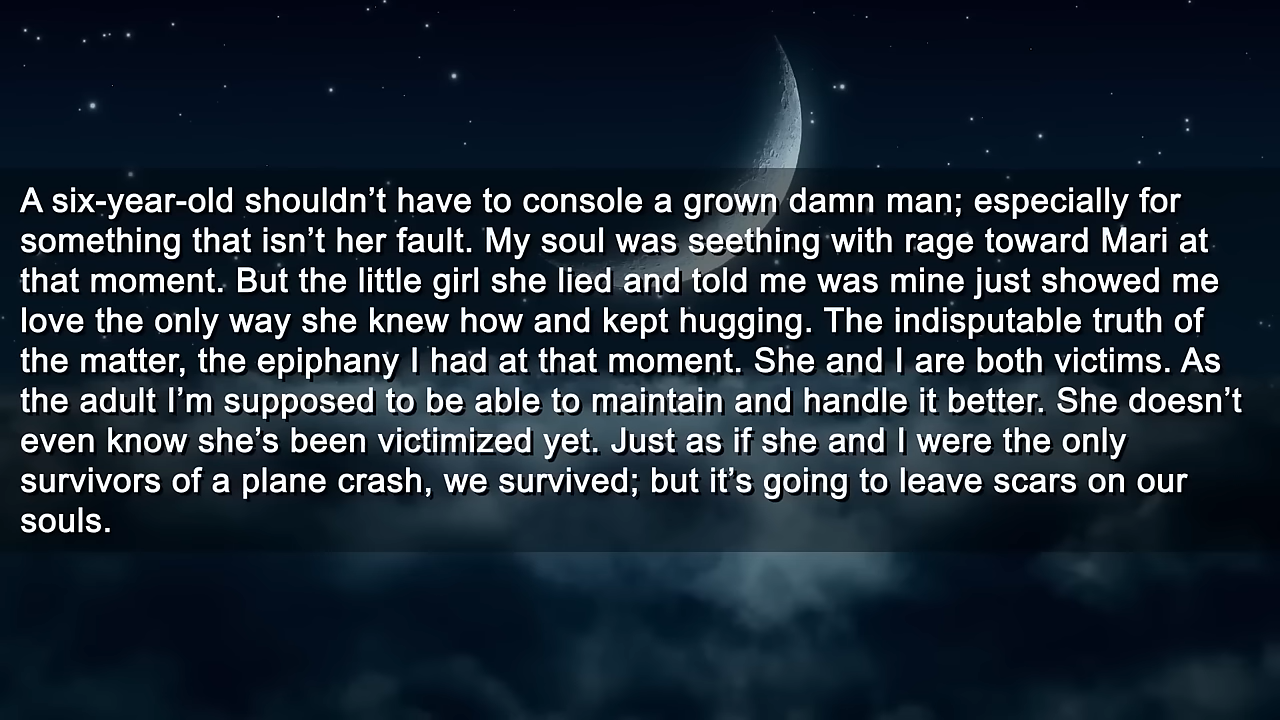 A six-year-old shouldn’t have to console a grown damn man; especially for
something that isn’t her fault. My soul was seething with rage toward Mari at
that moment. But the little girl she lied and told me was mine just showed me
love the only way she knew how and kept hugging. The indisputable truth of
the matter, the epiphany I had at that moment. She and I are both victims. As
the adult I’m supposed to be able to maintain and handle it better. She doesn’t
even know she’s been victimized yet. Just as if she and I were the only
survivors of a plane crash, we survived; but it’s going to leave scars on our
souls.